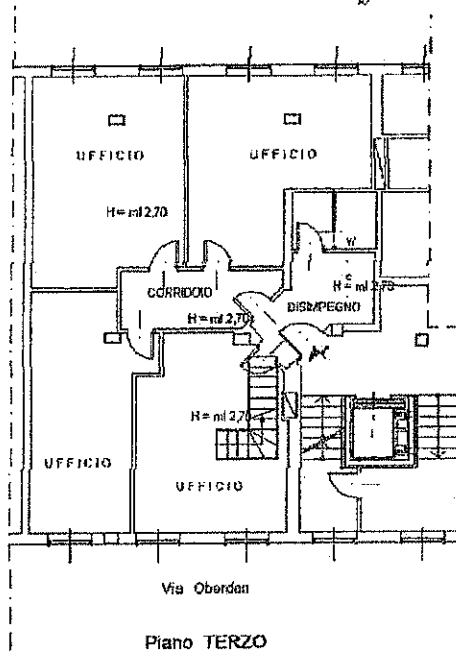 UFFICIO
UFFICIO
H = ml 2,70
W
C
CORRIDOIO
H = ml 2,70
DISIMPEGNO
H = ml 2,70
H = ml 2,70
UFFICIO
UFFICIO
Via Oberdan
Piano TERZO